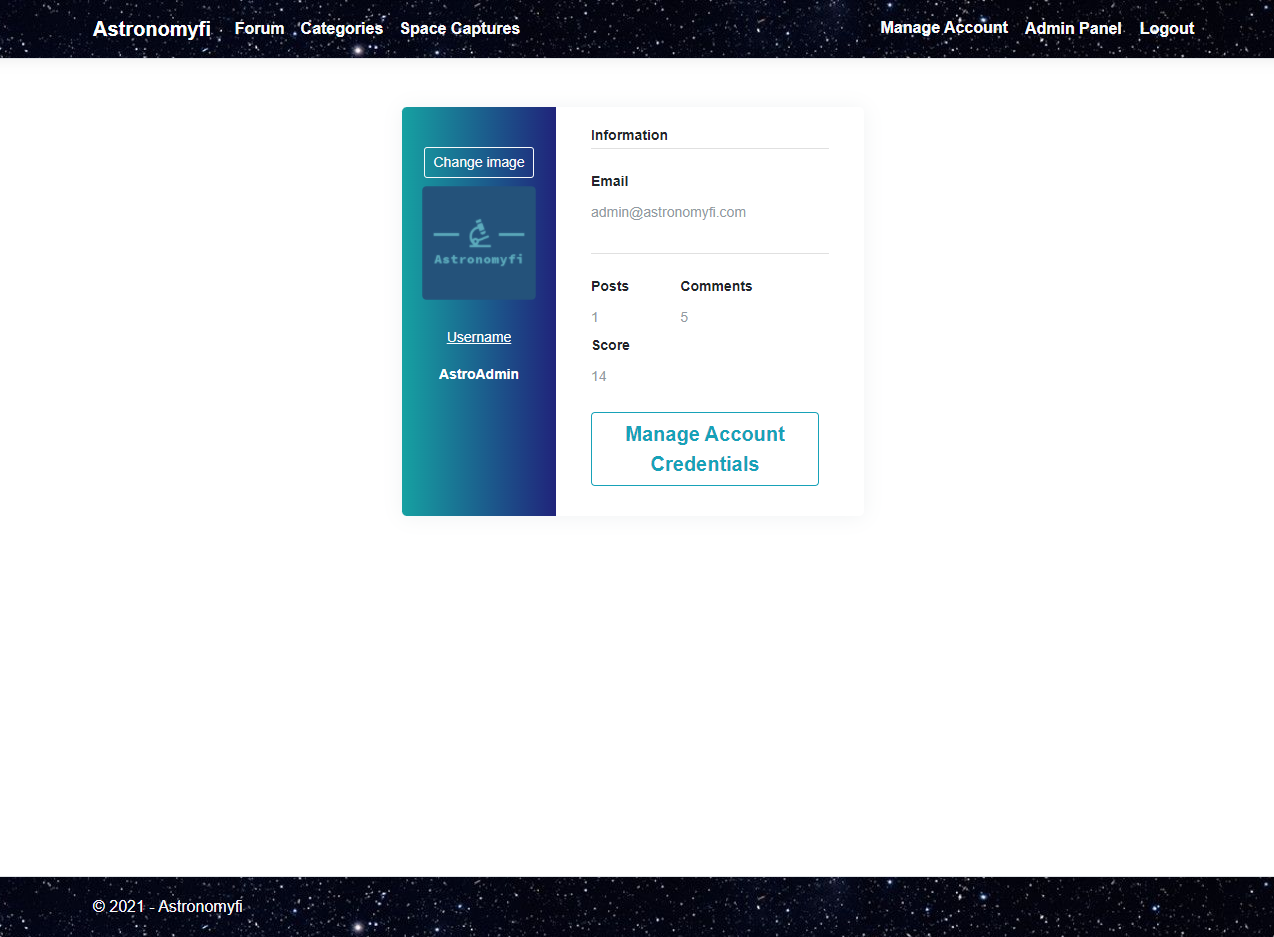 Astronomyfi Forum Categories Space Captures Manage Account Admin Panel Logout
Change image
Astronomyfi
Username
AstroAdmin
Information
Email
admin@astronomyfi.com
Posts Comments
1 5
Score
14
Manage Account
Credentials
© 2021 - Astronomyfi